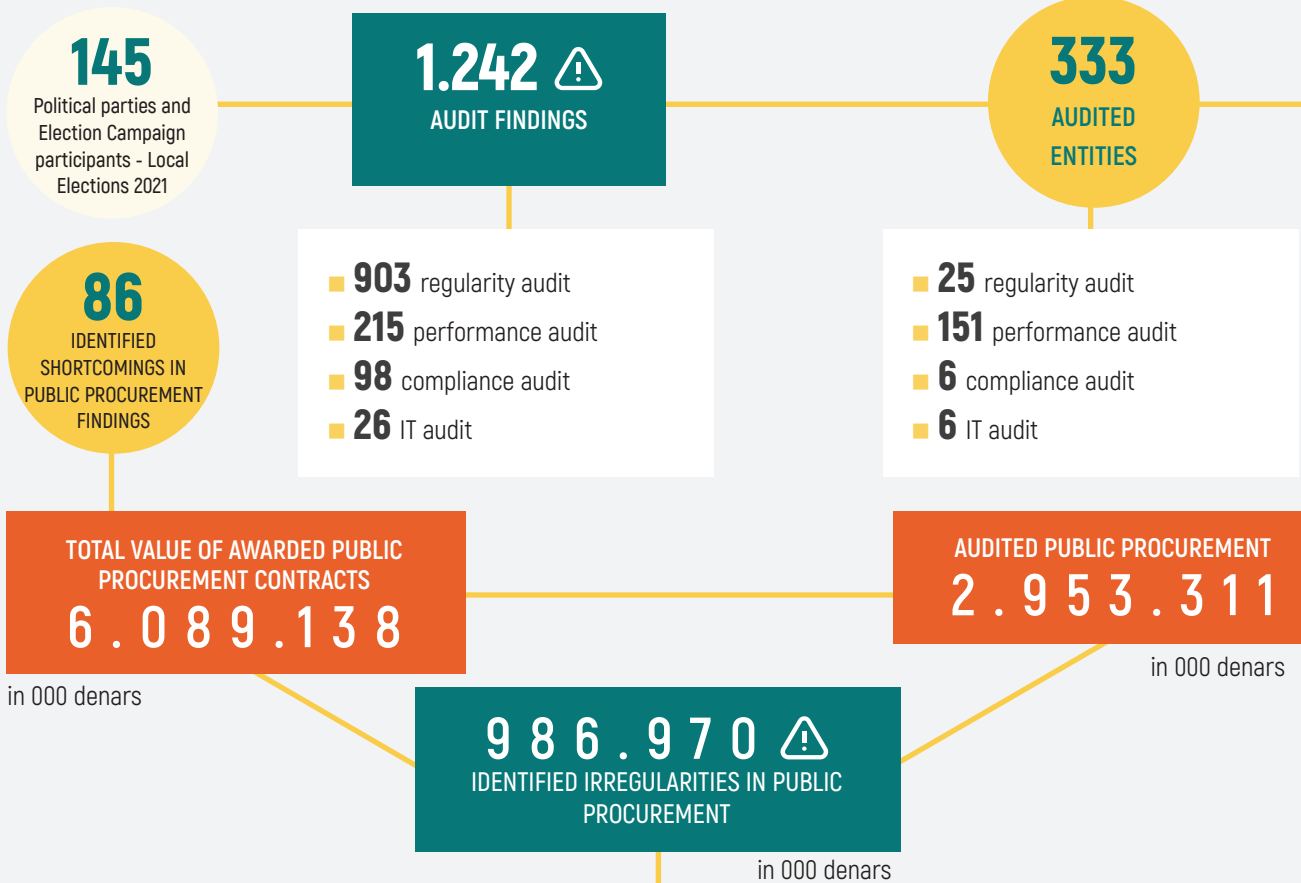 145
Political parties and
Election Campaign
participants - Local
Elections 2021
1.242
AUDIT FINDINGS
333
AUDITED
ENTITIES
86
IDENTIFIED
SHORTCOMINGS IN
PUBLIC PROCUREMENT
FINDINGS
903 regularity audit
215 performance audit
98 compliance audit
26 IT audit
25 regularity audit
151 performance audit
6 compliance audit
6 IT audit
TOTAL VALUE OF AWARDED PUBLIC
PROCUREMENT CONTRACTS
6.089.138
in 000 denars
AUDITED PUBLIC PROCUREMENT
2.953.311
in 000 denars
986.970
IDENTIFIED IRREGULARITIES IN PUBLIC
PROCUREMENT
in 000 denars